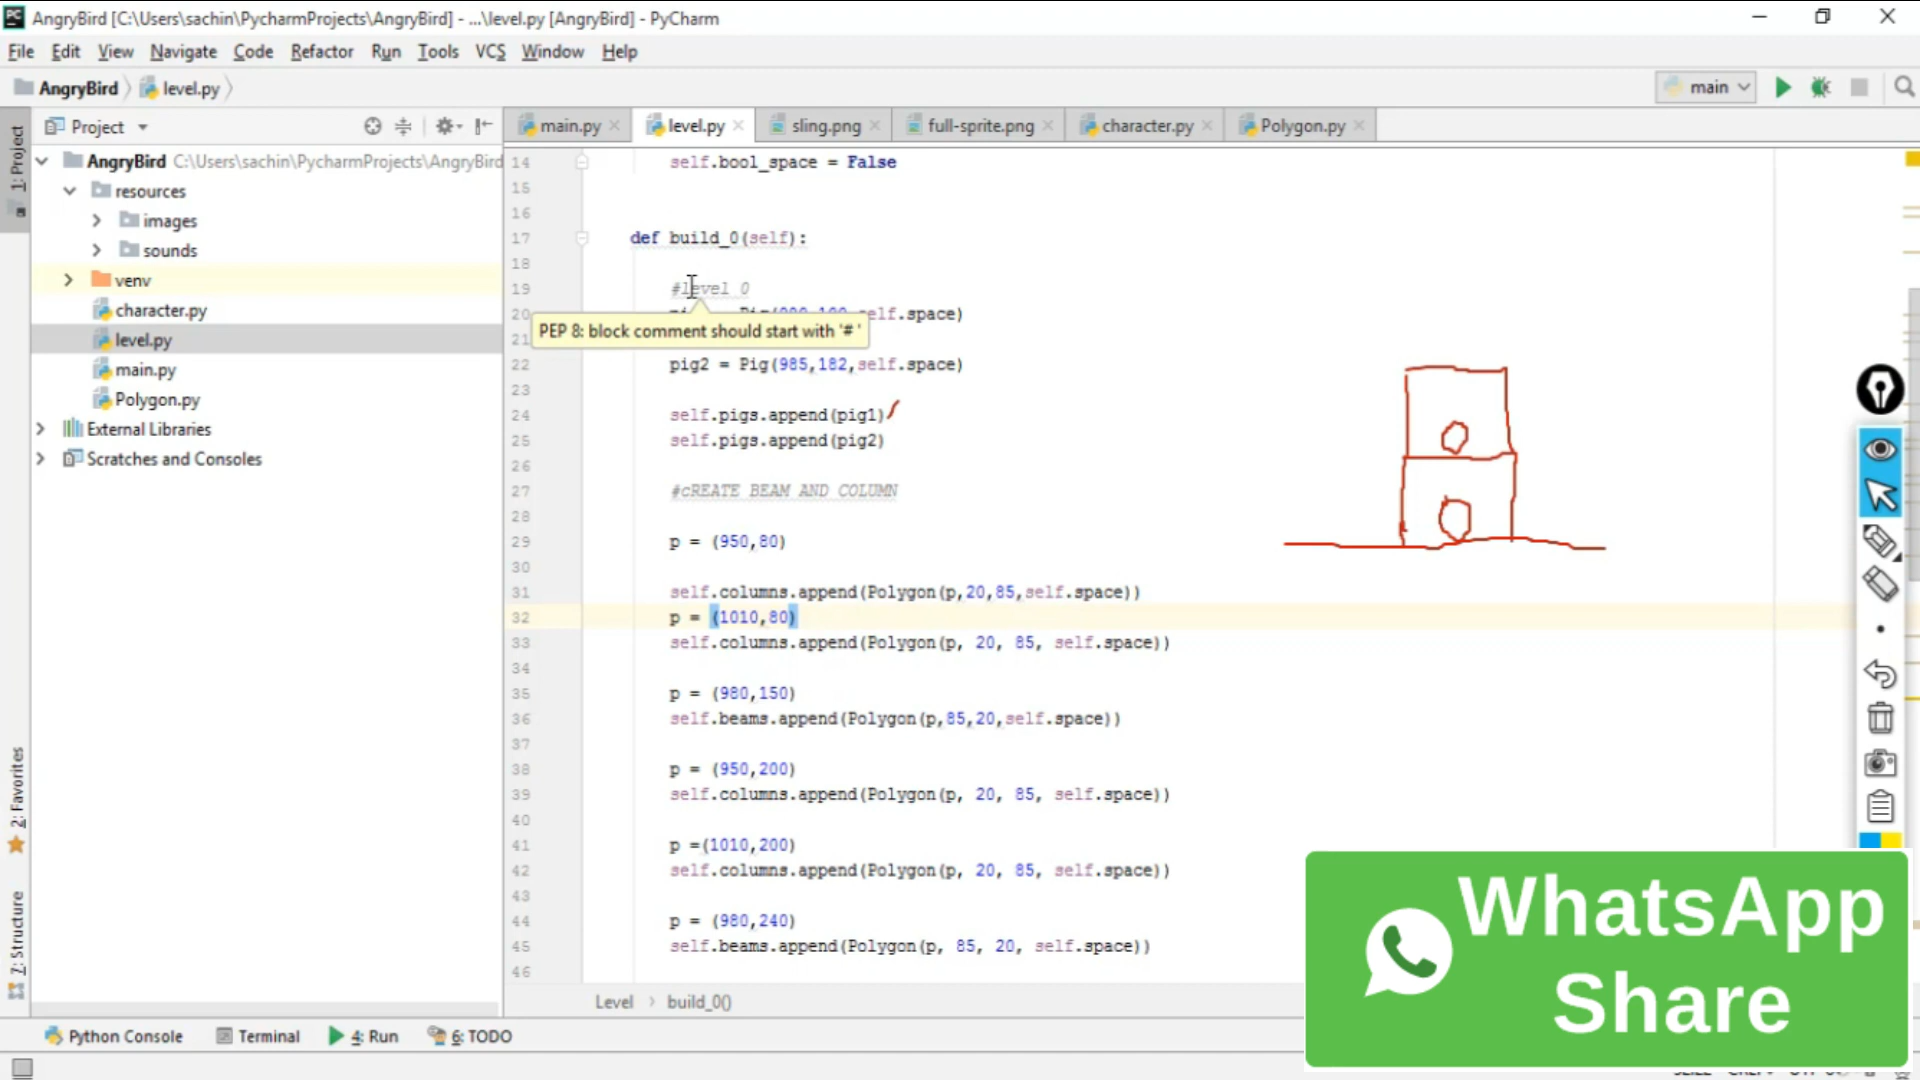 AngryBird [C:\Users\sachin\PycharmProjects\AngryBird] - ...\level.py [AngryBird] - PyCharm
File Edit View Navigate Code Refactor Run Tools VCS Window Help
AngryBird level.py main
1: Project
Project
main.py level.py sling.png full-sprite.png character.py Polygon.py
AngryBird C:\Users\sachin\PycharmProjects\AngryBird
resources
images
sounds
venv
character.py
level.py
main.py
Polygon.py
External Libraries
Scratches and Consoles
2: Favorites
7: Structure
14 self.bool_space = False
15
16
17 def build_0(self):
18
19 #level 0
20 self.space)
PEP 8: block comment should start with '# '
21
22 pig2 = Pig(985,182,self.space)
23
24 self.pigs.append(pig1)
25 self.pigs.append(pig2)
26
27 #cREATE BEAM AND COLUMN
28
29 p = (950,80)
30
31 self.columns.append(Polygon(p,20,85,self.space))
32 p = (1010,80)
33 self.columns.append(Polygon(p, 20, 85, self.space))
34
35 p = (980,150)
36 self.beams.append(Polygon(p,85,20,self.space))
37
38 p = (950,200)
39 self.columns.append(Polygon(p, 20, 85, self.space))
40
41 p =(1010,200)
42 self.columns.append(Polygon(p, 20, 85, self.space))
43
44 p = (980,240)
45 self.beams.append(Polygon(p, 85, 20, self.space))
46
Level build_0()
Python Console Terminal 4: Run 6: TODO
WhatsApp
Share